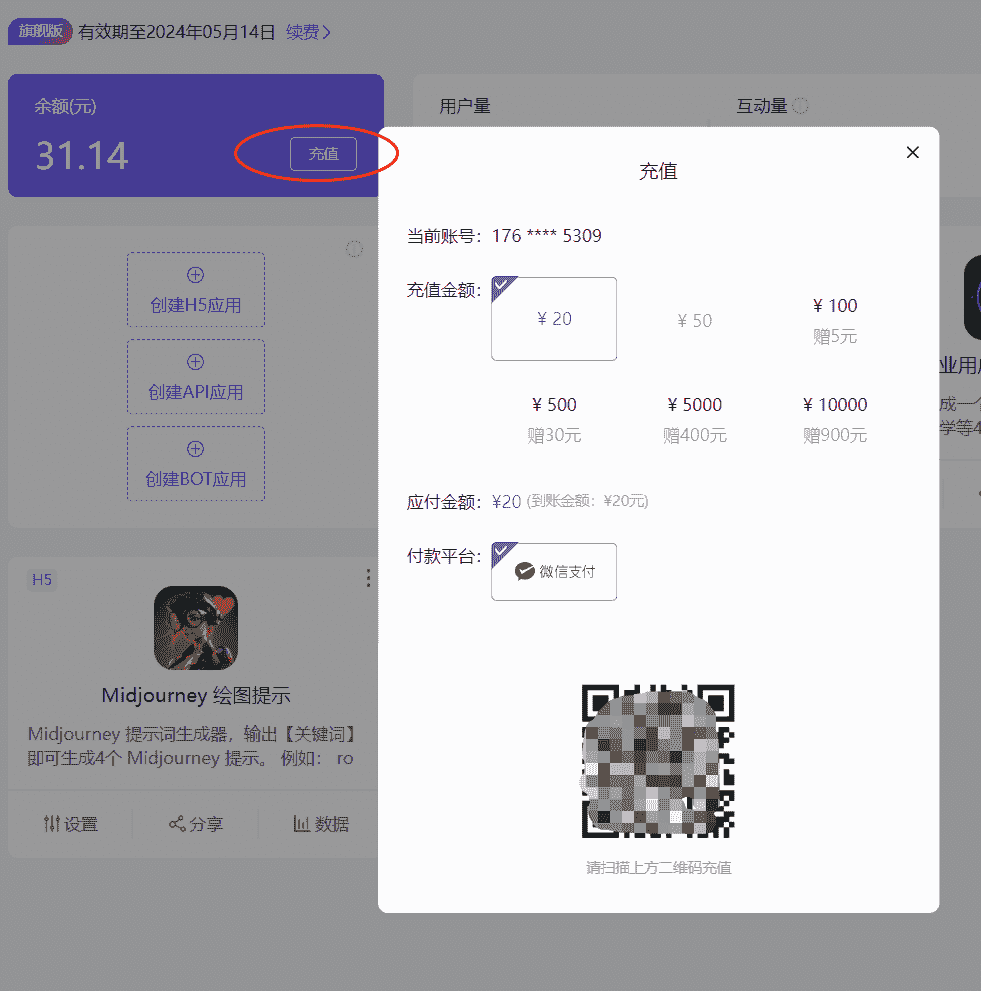 旗舰版 有效期至2024年05月14日 续费
余额(元)
31.14
充值
用户量
互动量
创建H5应用
创建API应用
创建BOT应用
H5
Midjourney 绘图提示
Midjourney 提示词生成器，输出【关键词】
即可生成4个 Midjourney 提示。 例如： ro
设置
分享
数据
充值
当前账号： 176 **** 5309
充值金额：
¥ 20
¥ 50
¥ 100
赠5元
¥ 500
赠30元
¥ 5000
赠400元
¥ 10000
赠900元
应付金额： ¥20 (到账金额：¥20元)
付款平台：
微信支付
请扫描上方二维码充值
业用
成一个
学等4